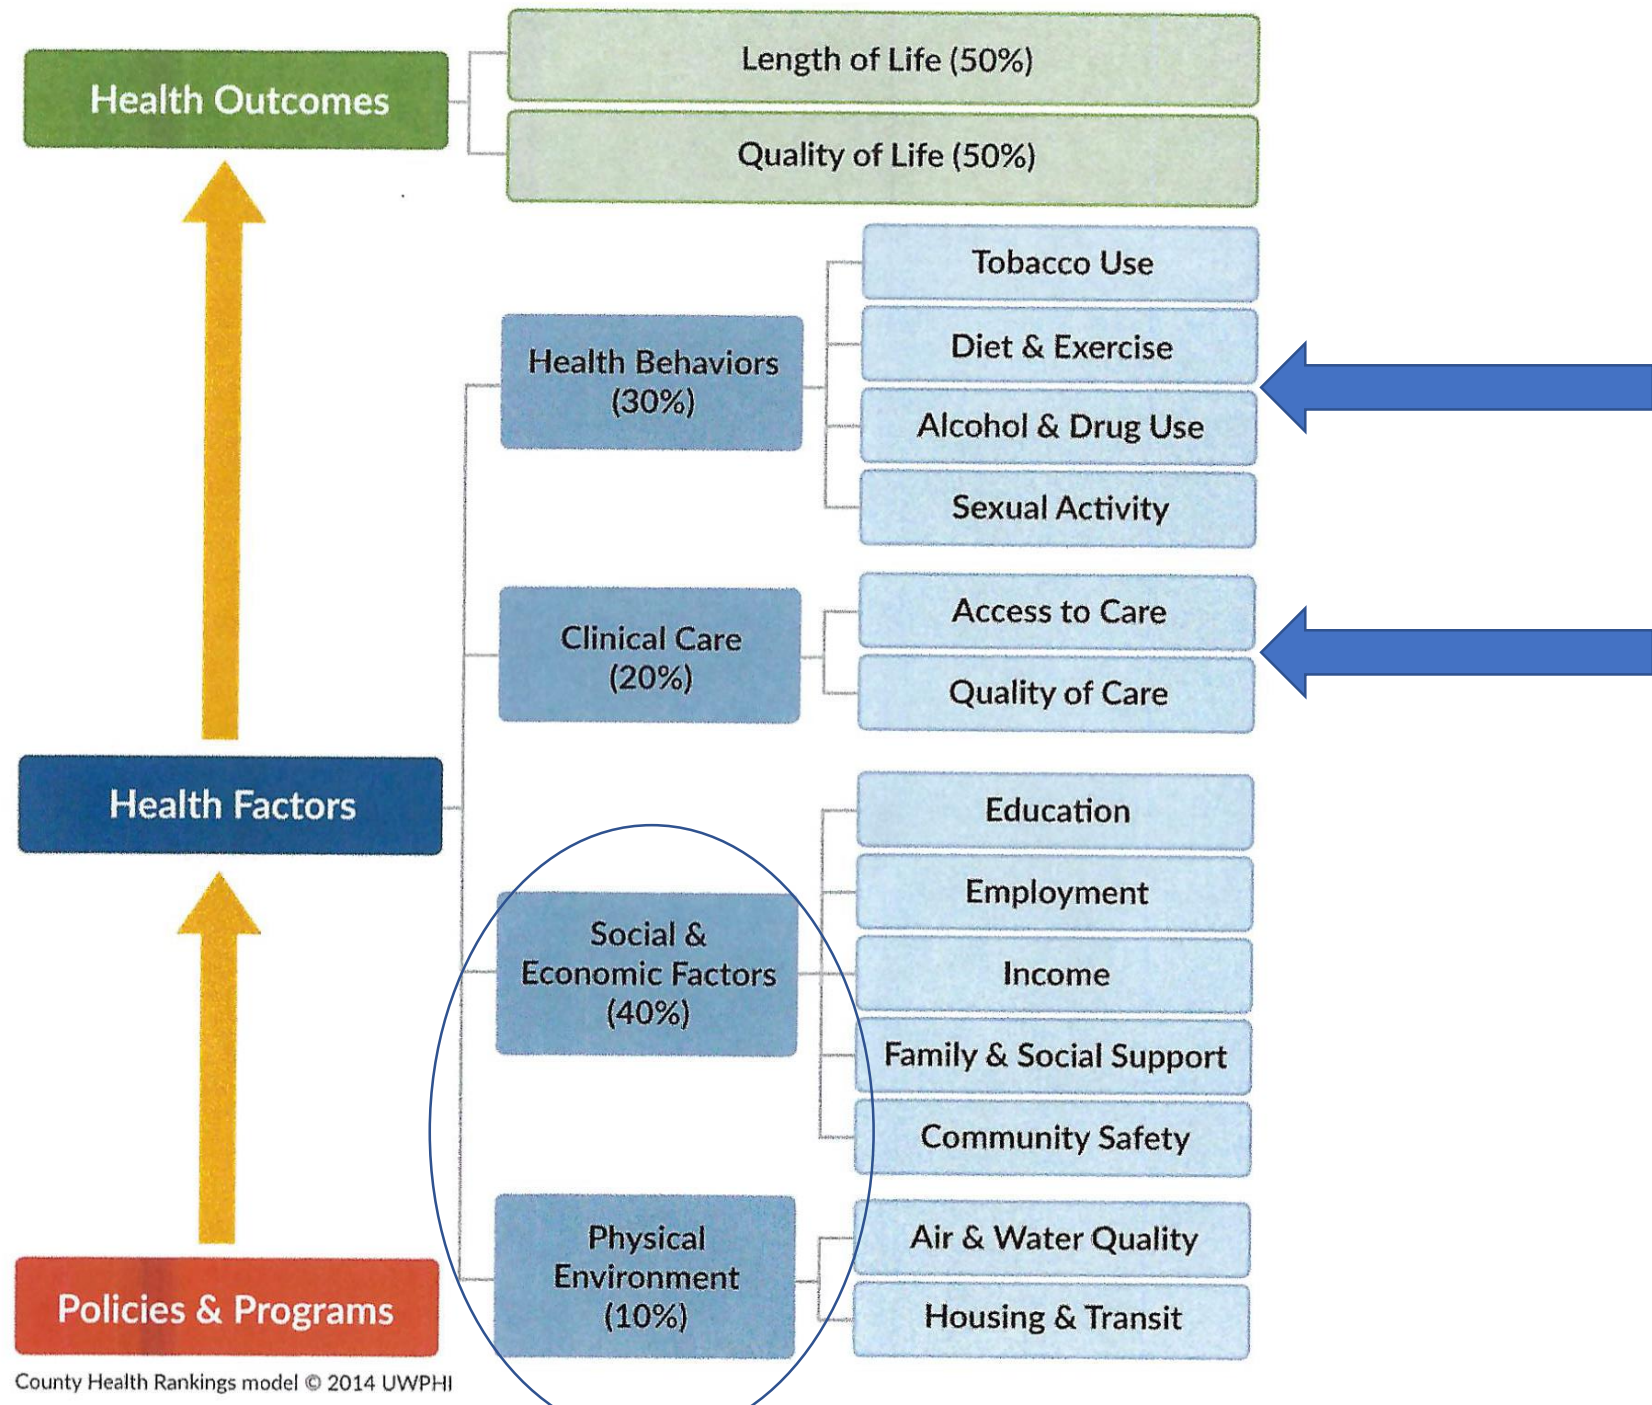 Health Outcomes
Length of Life (50%)
Quality of Life (50%)
Health Behaviors
(30%)
Tobacco Use
Diet & Exercise
Alcohol & Drug Use
Sexual Activity
Clinical Care
(20%)
Access to Care
Quality of Care
Health Factors
Social &
Economic Factors
(40%)
Education
Employment
Income
Family & Social Support
Community Safety
Physical
Environment
(10%)
Air & Water Quality
Housing & Transit
Policies & Programs
County Health Rankings model © 2014 UWPHI